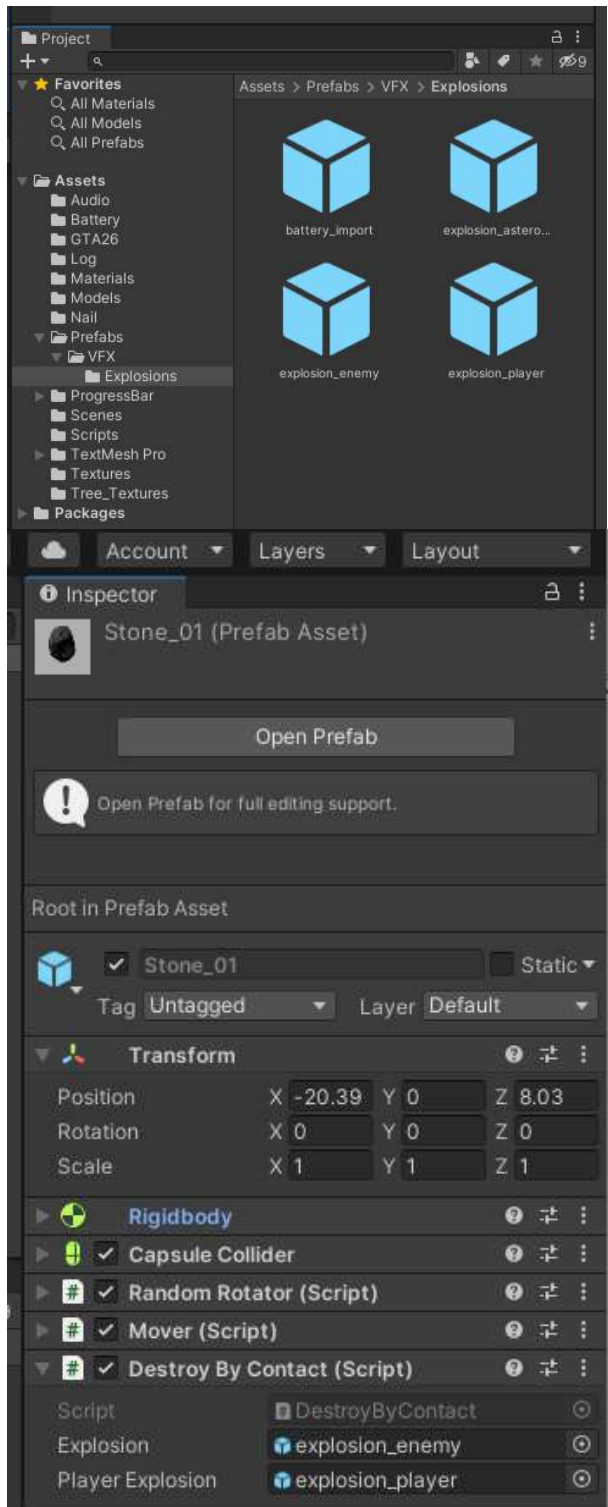 Project
9
Favorites
Assets > Prefabs > VFX > Explosions
All Materials
All Models
All Prefabs
Assets
Audio
Battery
battery_import
explosion_astero...
GTA26
Log
Materials
Models
Nail
Prefabs
VFX
Explosions
explosion_enemy
explosion_player
ProgressBar
Scenes
Scripts
TextMesh Pro
Textures
Tree_Textures
Packages
Account
Layers
Layout
Inspector
Stone_01 (Prefab Asset)
Open Prefab
Open Prefab for full editing support.
Root in Prefab Asset
Stone_01
Static
Tag Untagged
Layer Default
Transform
Position X -20.39 Y 0 Z 8.03
Rotation X 0 Y 0 Z 0
Scale X 1 Y 1 Z 1
Rigidbody
Capsule Collider
# Random Rotator (Script)
# Mover (Script)
# Destroy By Contact (Script)
Script DestroyByContact
Explosion explosion_enemy
Player Explosion explosion_player